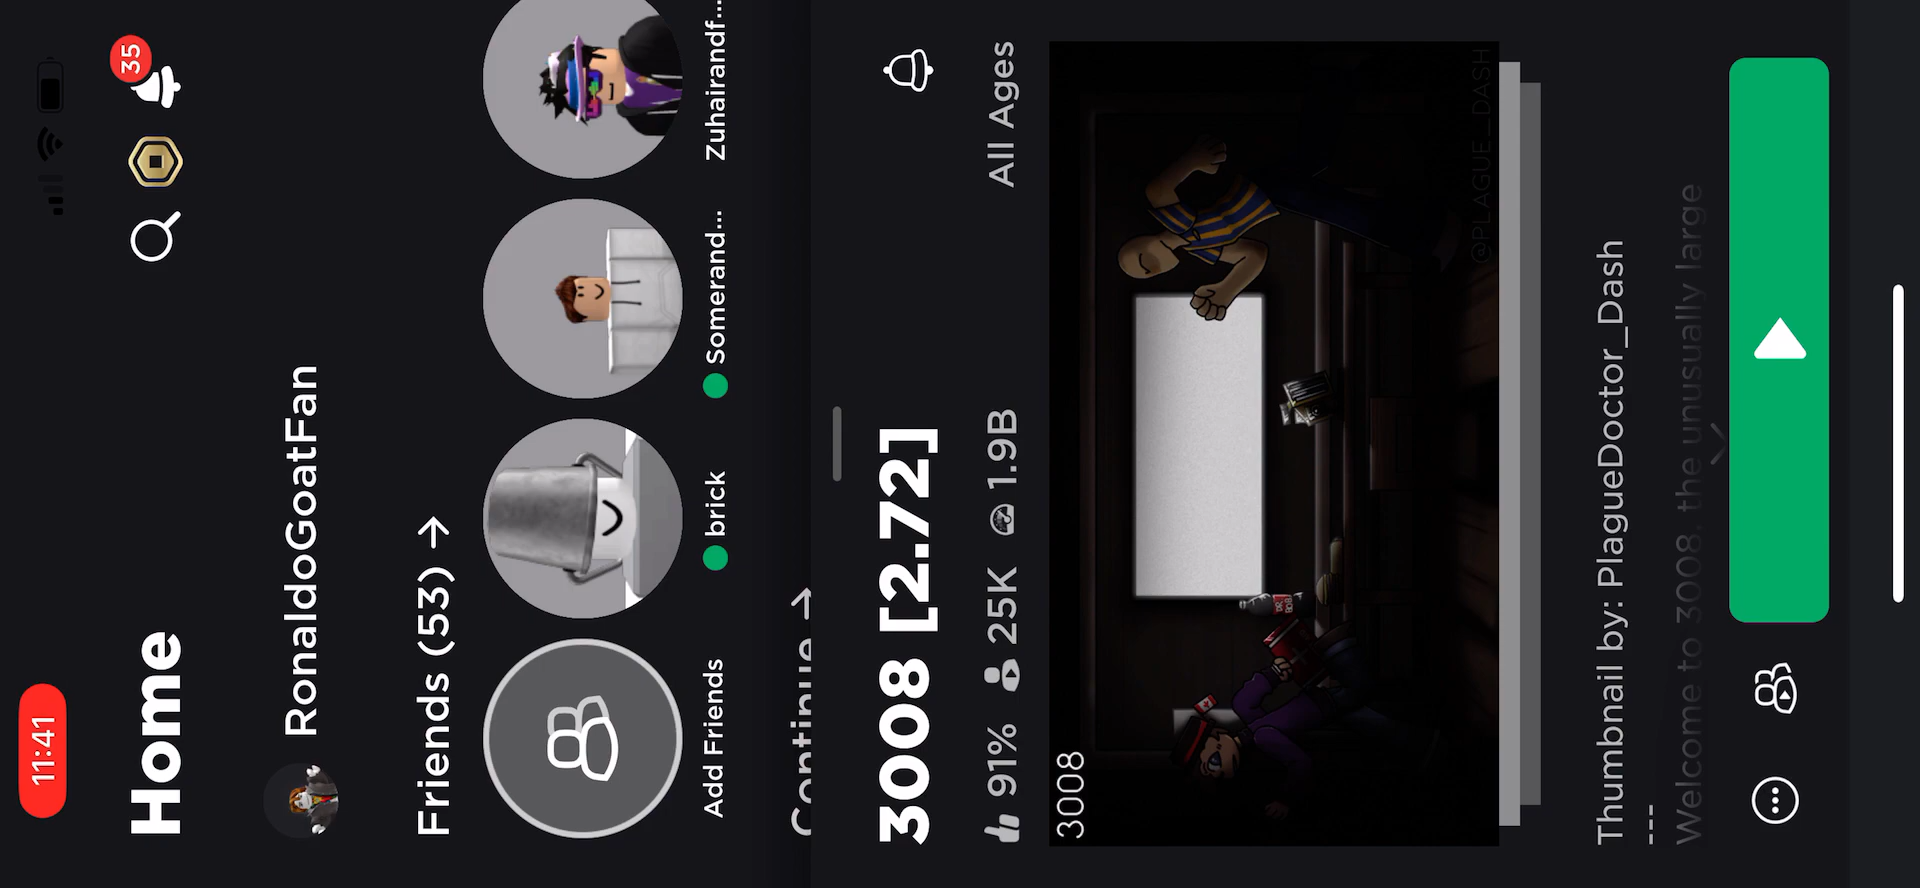 11:41
35
Home
RonaldoGoatFan
Friends (53) →
Add Friends
brick
Somerand...
Zuhairandf...
Continue →
3008 [2.72]
91% 25K 1.9B All Ages
3008
@PLAGUE_DASH
Thumbnail by: PlagueDoctor_Dash
---
Welcome to 3008, the unusually large